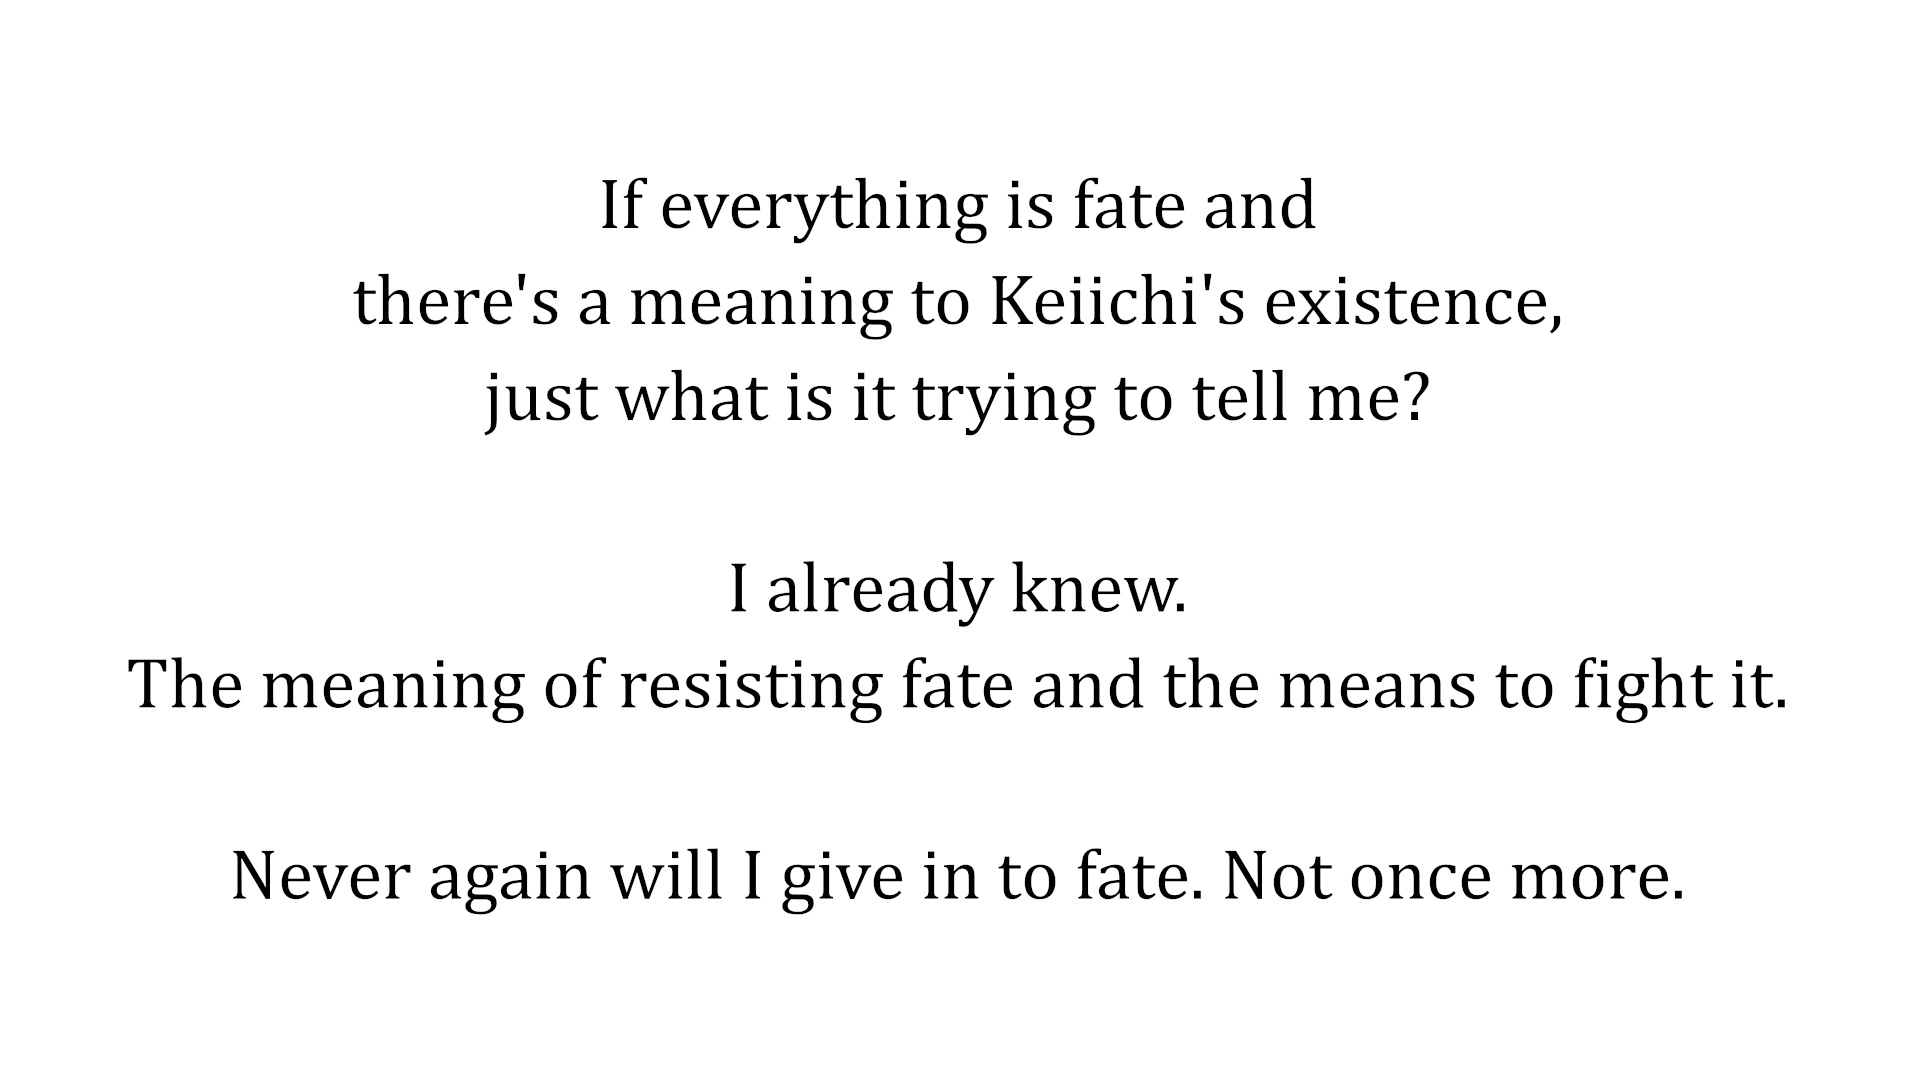 If everything is fate and
there's a meaning to Keiichi's existence,
just what is it trying to tell me?
I already knew.
The meaning of resisting fate and the means to fight it.
Never again will I give in to fate. Not once more.